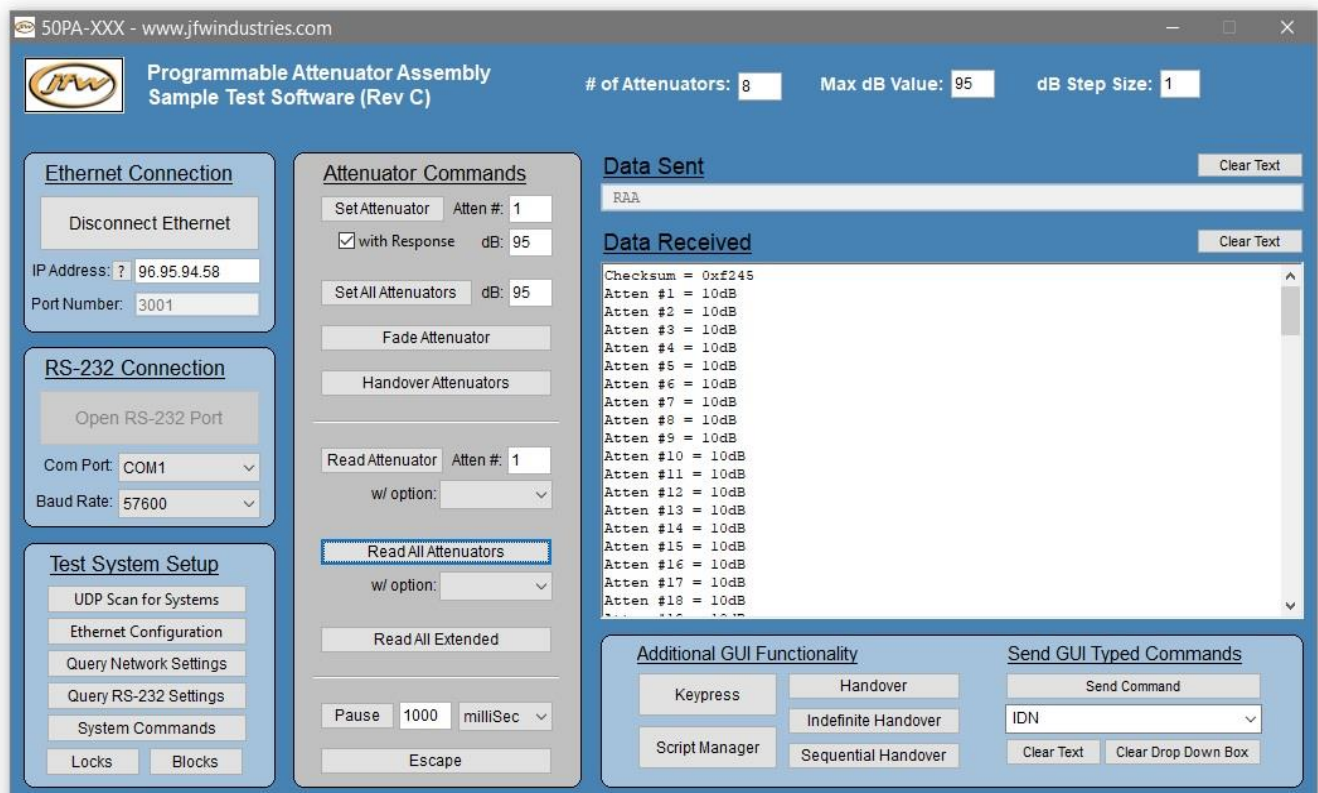 50PA-XXX - www.jfwindustries.com
JFW
Programmable Attenuator Assembly
Sample Test Software (Rev C)
# of Attenuators: 8
Max dB Value: 95
dB Step Size: 1
Ethernet Connection
Disconnect Ethernet
IP Address: ? 96.95.94.58
Port Number: 3001
RS-232 Connection
Open RS-232 Port
Com Port: COM1
Baud Rate: 57600
Test System Setup
UDP Scan for Systems
Ethernet Configuration
Query Network Settings
Query RS-232 Settings
System Commands
Locks Blocks
Attenuator Commands
Set Attenuator Atten #: 1
with Response dB: 95
Set All Attenuators dB: 95
Fade Attenuator
Handover Attenuators
Read Attenuator Atten #: 1
w/ option:
Read All Attenuators
w/ option:
Read All Extended
Pause 1000 milliSec
Escape
Data Sent Clear Text
RAA
Data Received Clear Text
Checksum = 0xf245
Atten #1 = 10dB
Atten #2 = 10dB
Atten #3 = 10dB
Atten #4 = 10dB
Atten #5 = 10dB
Atten #6 = 10dB
Atten #7 = 10dB
Atten #8 = 10dB
Atten #9 = 10dB
Atten #10 = 10dB
Atten #11 = 10dB
Atten #12 = 10dB
Atten #13 = 10dB
Atten #14 = 10dB
Atten #15 = 10dB
Atten #16 = 10dB
Atten #17 = 10dB
Atten #18 = 10dB
Additional GUI Functionality
Keypress
Script Manager
Handover
Indefinite Handover
Sequential Handover
Send GUI Typed Commands
Send Command
IDN
Clear Text Clear Drop Down Box